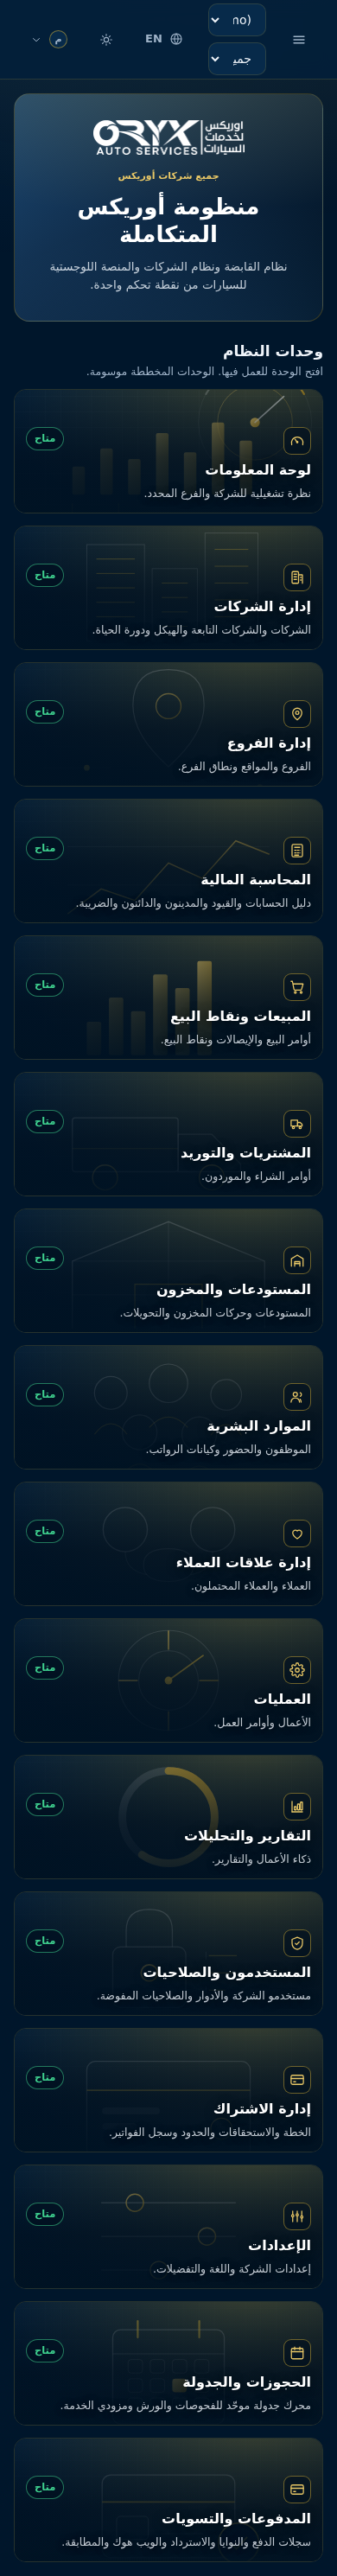 no)
جميع
EN
م
أوريكس
لخدمات
السيارات
ORYX
AUTO SERVICES
جميع شركات أوريكس
منظومة أوريكس
المتكاملة
نظام القابضة ونظام الشركات والمنصة اللوجستية
للسيارات من نقطة تحكم واحدة.
وحدات النظام
افتح الوحدة للعمل فيها. الوحدات المخططة موسومة.
متاح
لوحة المعلومات
نظرة تشغيلية للشركة والفرع المحدد.
متاح
إدارة الشركات
الشركات والشركات التابعة والهيكل ودورة الحياة.
متاح
إدارة الفروع
الفروع والمواقع ونطاق الفرع.
متاح
المحاسبة المالية
دليل الحسابات والقيود والمدينون والدائنون والضريبة.
متاح
المبيعات ونقاط البيع
أوامر البيع والإيصالات ونقاط البيع.
متاح
المشتريات والتوريد
أوامر الشراء والموردون.
متاح
المستودعات والمخزون
المستودعات وحركات المخزون والتحويلات.
متاح
الموارد البشرية
الموظفون والحضور وكيانات الرواتب.
متاح
إدارة علاقات العملاء
العملاء والعملاء المحتملون.
متاح
العمليات
الأعمال وأوامر العمل.
متاح
التقارير والتحليلات
ذكاء الأعمال والتقارير.
متاح
المستخدمون والصلاحيات
مستخدمو الشركة والأدوار والصلاحيات المفوضة.
متاح
إدارة الاشتراك
الخطة والاستحقاقات والحدود وسجل الفواتير.
متاح
الإعدادات
إعدادات الشركة واللغة والتفضيلات.
متاح
الحجوزات والجدولة
محرك جدولة موحّد للفحوصات والورش ومزودي الخدمة.
متاح
المدفوعات والتسويات
سجلات الدفع والنوايا والاسترداد والويب هوك والمطابقة.